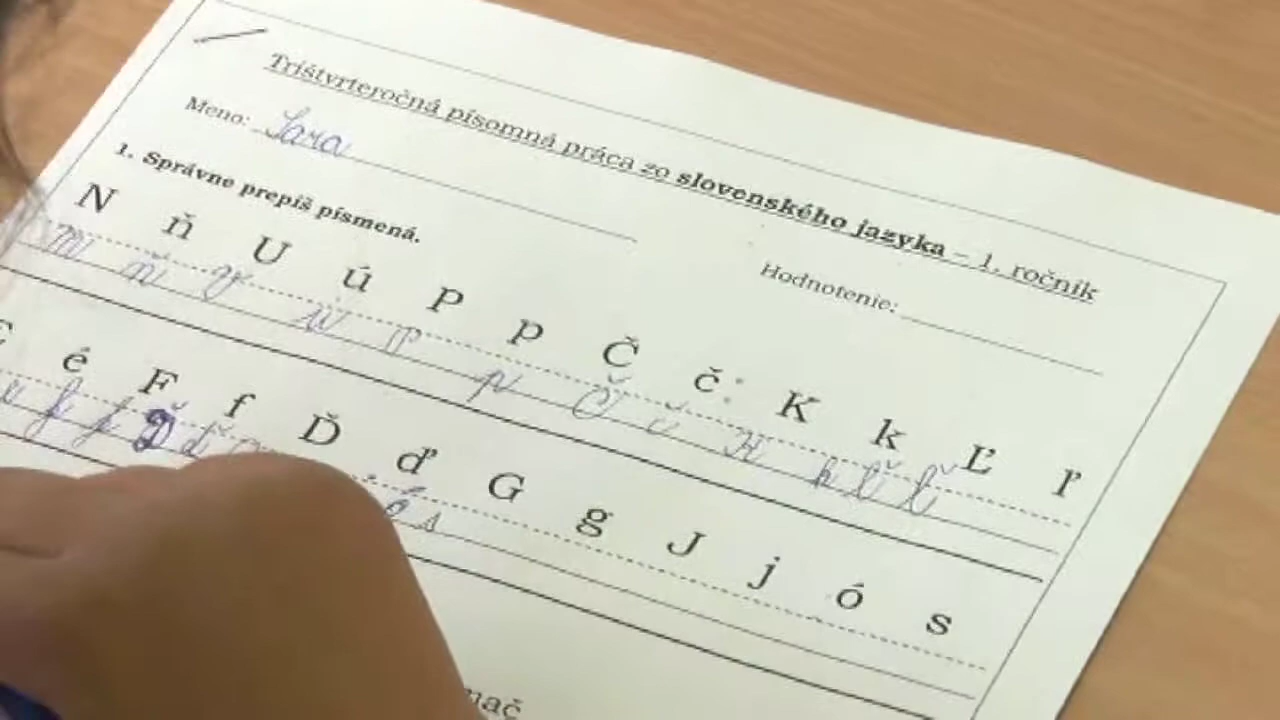 Trištvrteročná písomná práca zo slovenského jazyka – 1. ročník
Meno: Sara
Hodnotenie:
1. Správne prepíš písmená.
N ň U ú P p Č č K k Ľ ľ
n ň U ú P p Č č K k ľ ľ
é F f Ď ď G g J j ó s
Ď ď
ó s